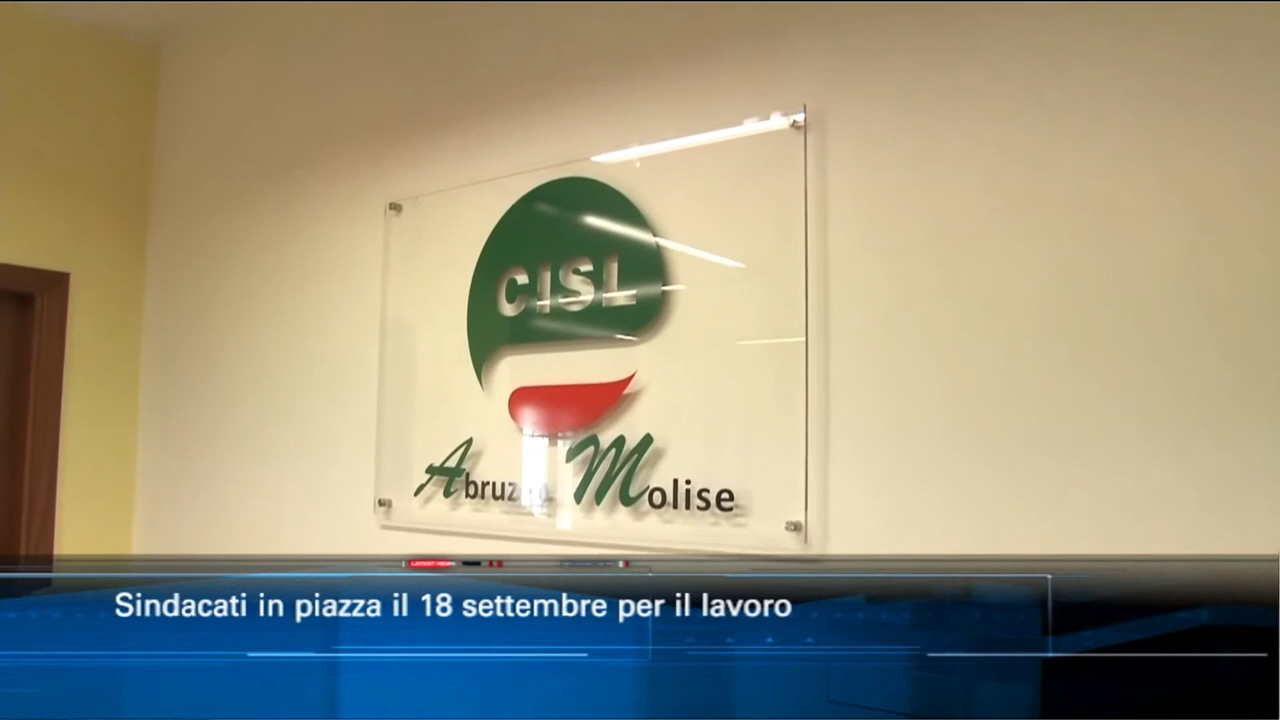 CISL
Abruzzo Molise
Sindacati in piazza il 18 settembre per il lavoro